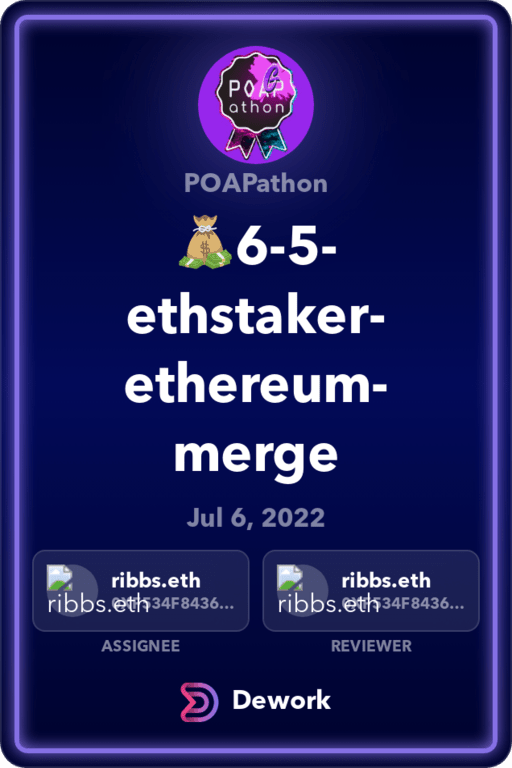 POAP
athon
POAPathon
💰6-5-
ethstaker-
ethereum-
merge
Jul 6, 2022
ribbs.eth
ribbs.eth
ribbs.eth
ribbs.eth
ASSIGNEE
REVIEWER
Dework